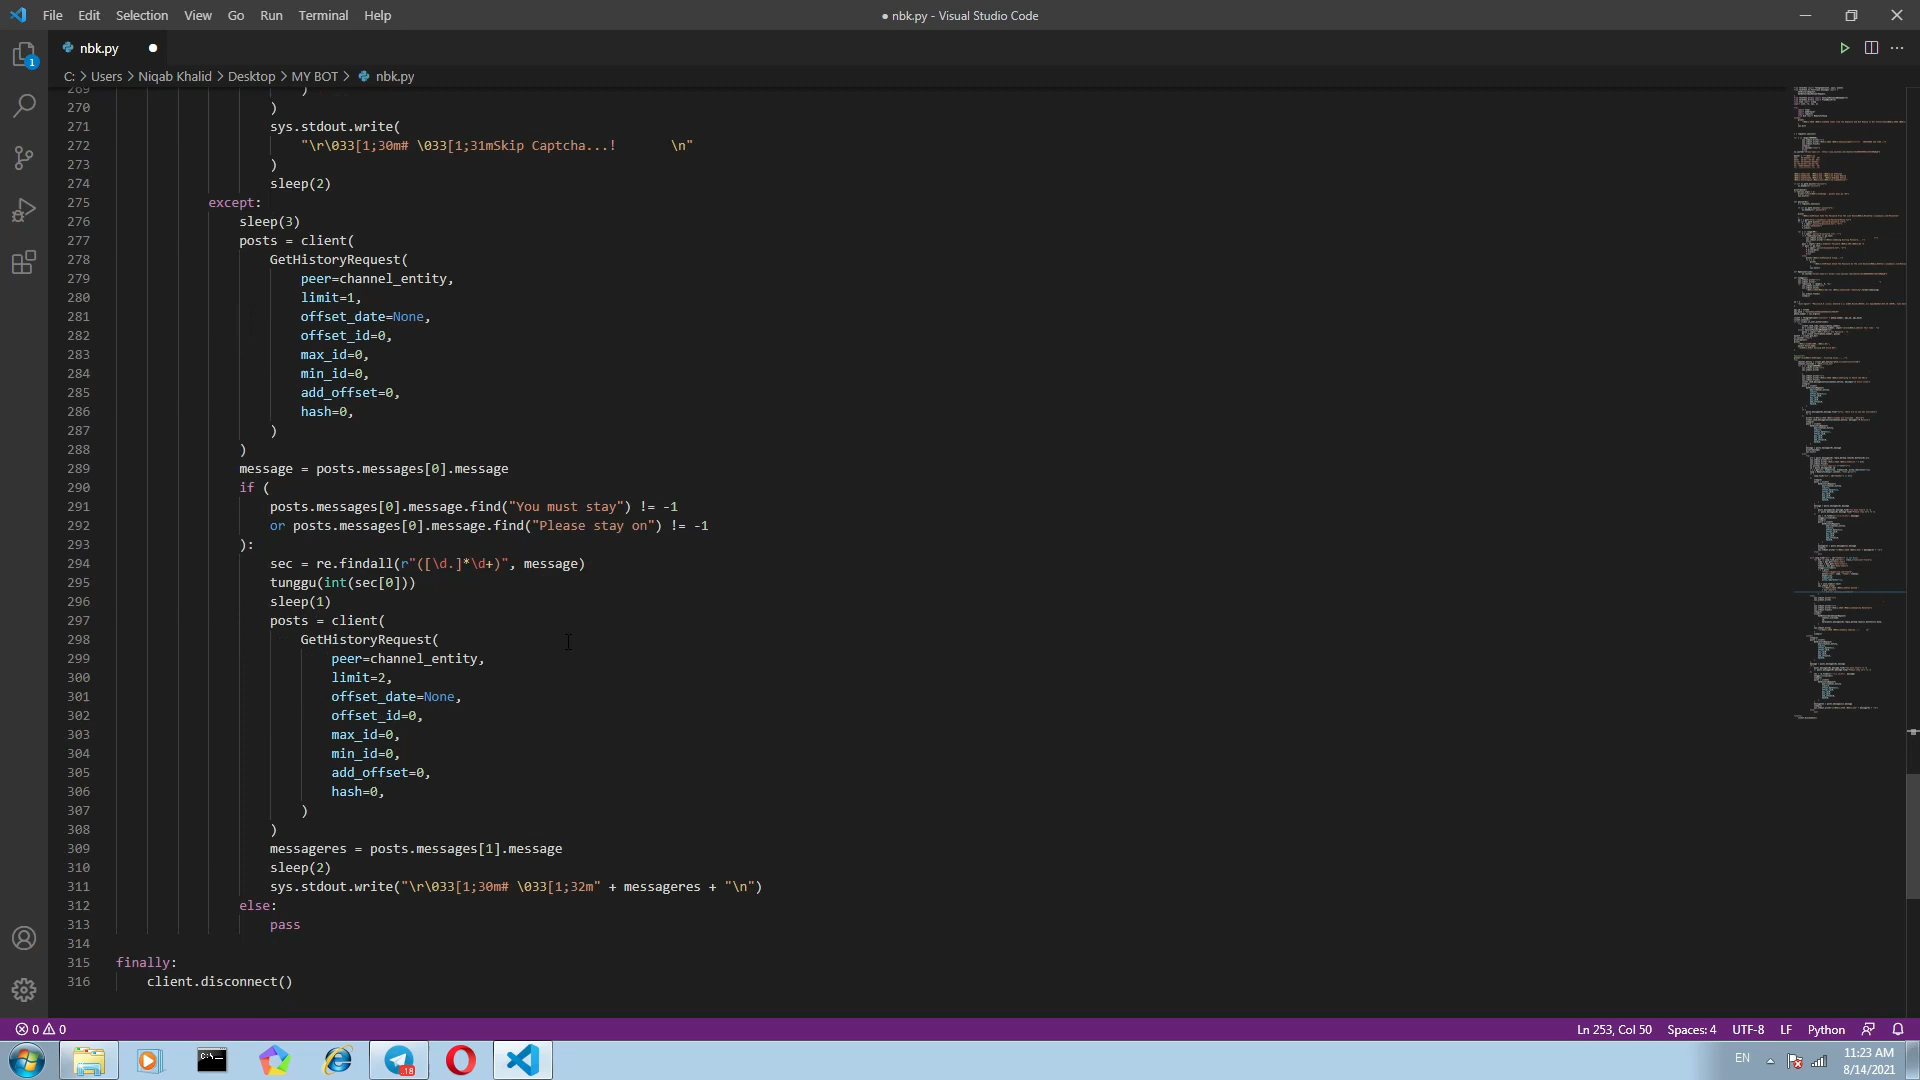 File Edit Selection View Go Run Terminal Help
● nbk.py - Visual Studio Code
nbk.py ●
C: > Users > Niqab Khalid > Desktop > MY BOT > nbk.py
269 )
270 )
271 sys.stdout.write(
272 "\r\033[1;30m# \033[1;31mSkip Captcha...!       \n"
273 )
274 sleep(2)
275 except:
276 sleep(3)
277 posts = client(
278 GetHistoryRequest(
279 peer=channel_entity,
280 limit=1,
281 offset_date=None,
282 offset_id=0,
283 max_id=0,
284 min_id=0,
285 add_offset=0,
286 hash=0,
287 )
288 )
289 message = posts.messages[0].message
290 if (
291 posts.messages[0].message.find("You must stay") != -1
292 or posts.messages[0].message.find("Please stay on") != -1
293 ):
294 sec = re.findall(r"([\d.]*\d+)", message)
295 tunggu(int(sec[0]))
296 sleep(1)
297 posts = client(
298 GetHistoryRequest(
299 peer=channel_entity,
300 limit=2,
301 offset_date=None,
302 offset_id=0,
303 max_id=0,
304 min_id=0,
305 add_offset=0,
306 hash=0,
307 )
308 )
309 messageres = posts.messages[1].message
310 sleep(2)
311 sys.stdout.write("\r\033[1;30m# \033[1;32m" + messageres + "\n")
312 else:
313 pass
314
315 finally:
316 client.disconnect()
0 0 Ln 253, Col 50 Spaces: 4 UTF-8 LF Python
EN 11:23 AM
8/14/2021